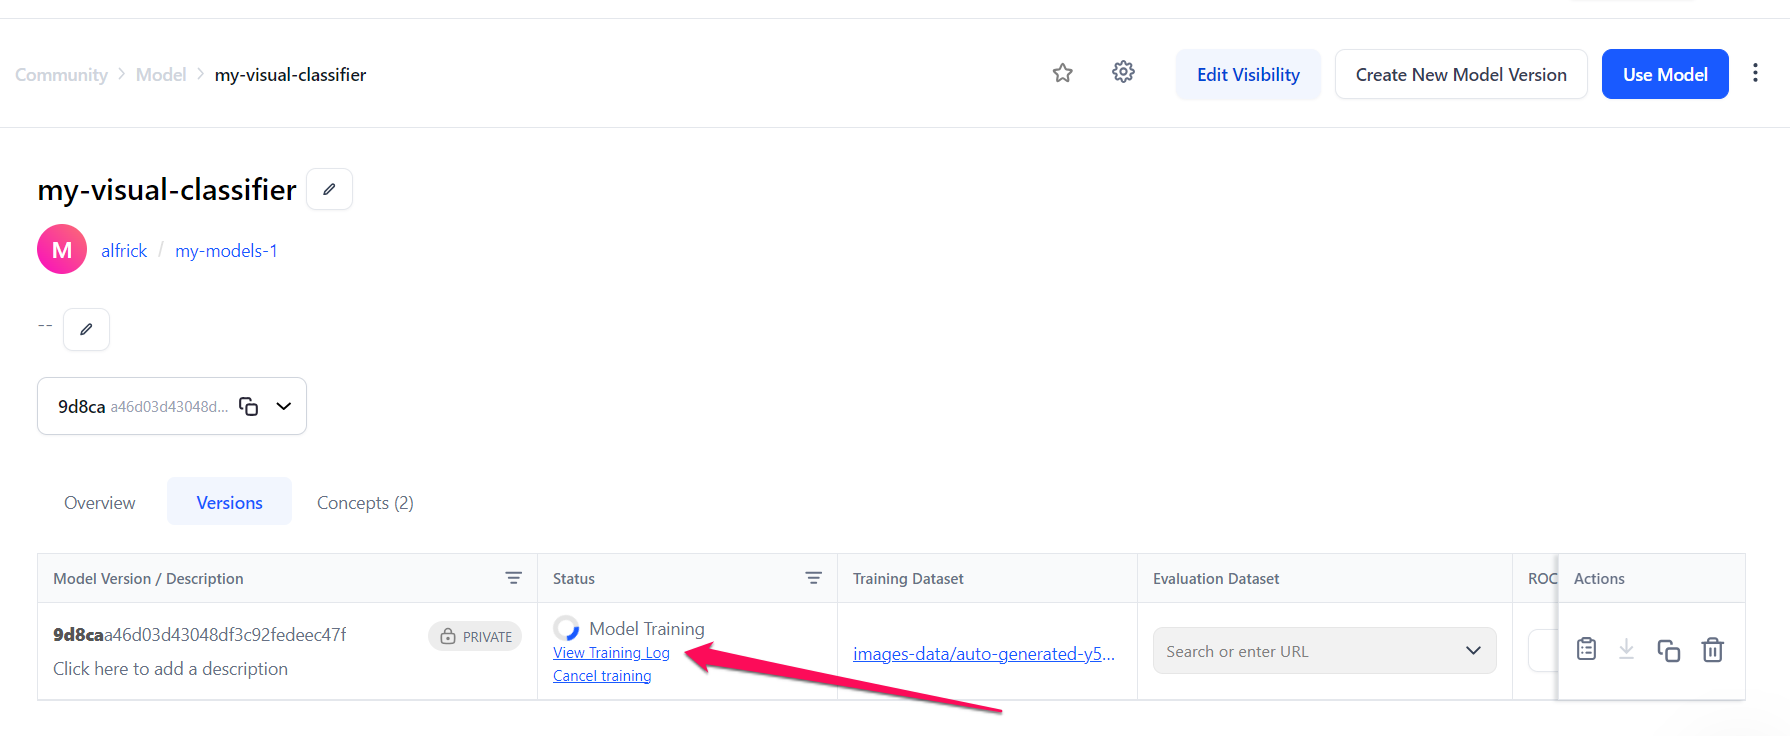 Community > Model > my-visual-classifier
Edit Visibility
Create New Model Version
Use Model
my-visual-classifier
M
alfrick / my-models-1
--
9d8ca a46d03d43048d...
Overview
Versions
Concepts (2)
Model Version / Description
Status
Training Dataset
Evaluation Dataset
ROC
Actions
9d8caa46d03d43048df3c92fedeec47f
PRIVATE
Click here to add a description
Model Training
View Training Log
Cancel training
images-data/auto-generated-y5...
Search or enter URL